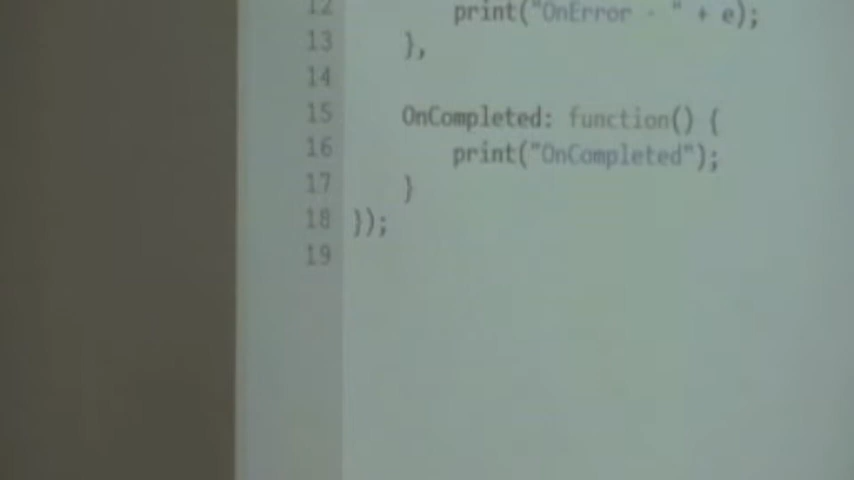 12 print("OnError - " + e);
13 },
14
15 OnCompleted: function() {
16 print("OnCompleted");
17 }
18 });
19